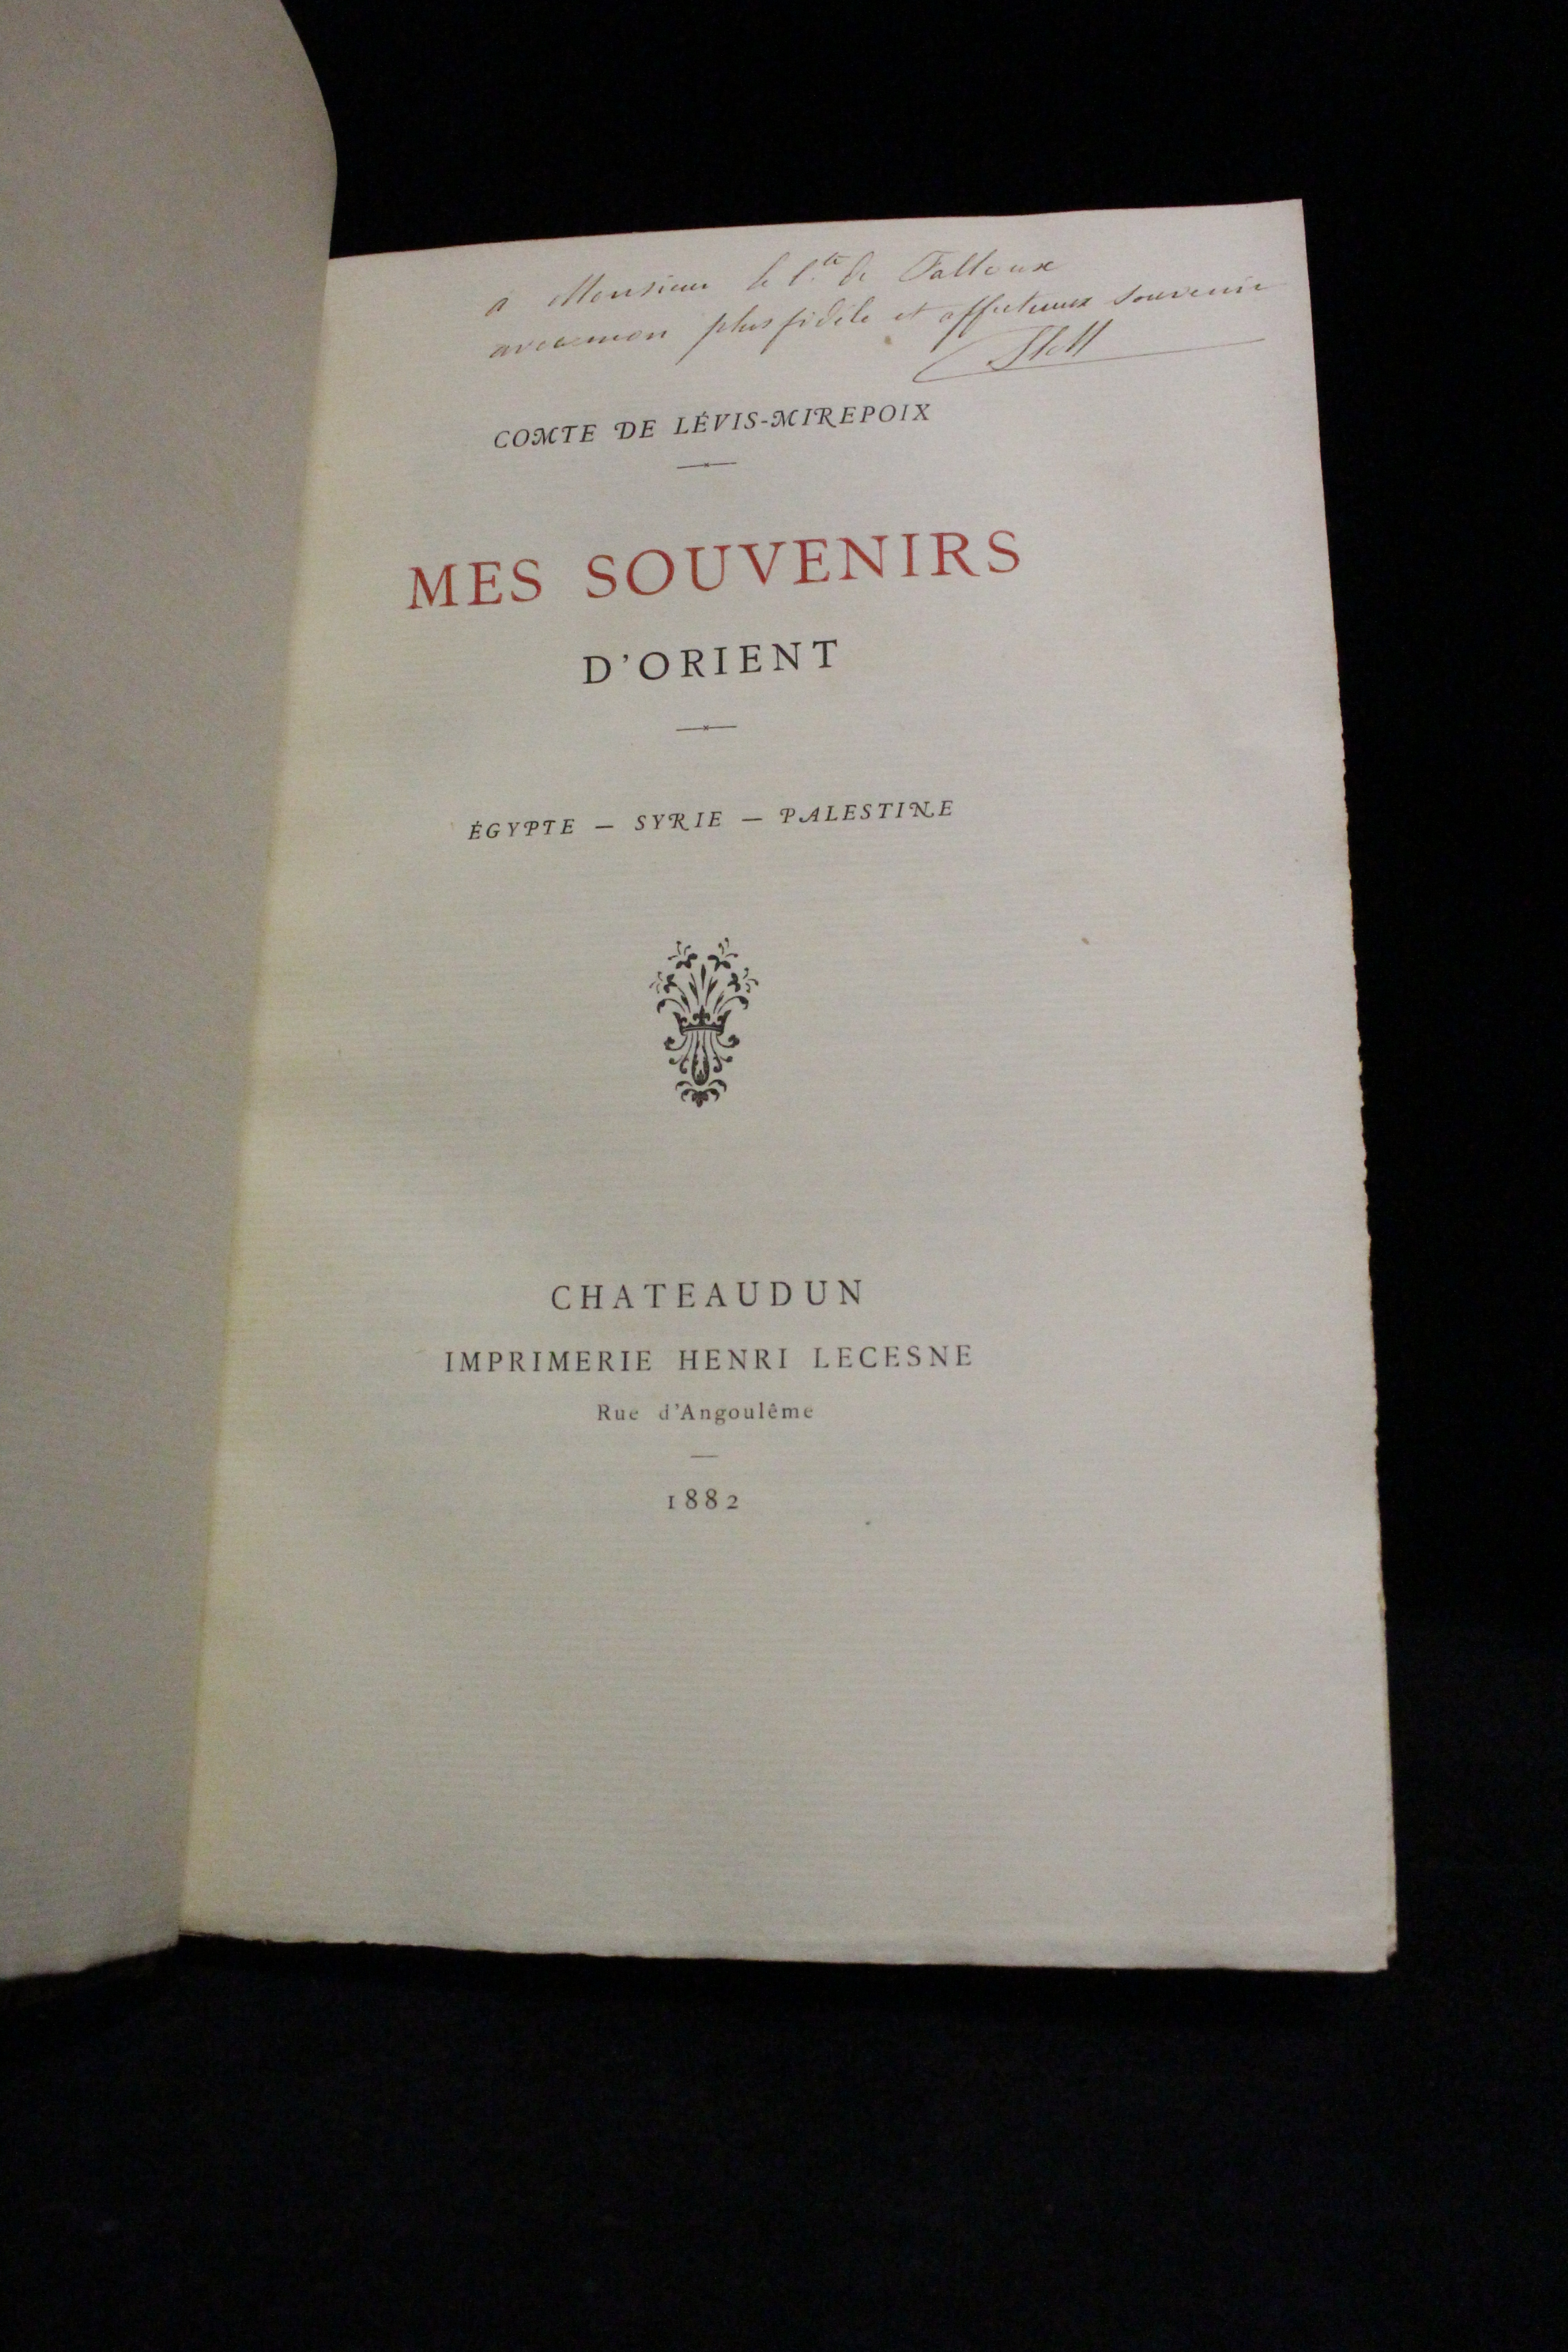 à Monsieur le Cte de Falloux
avec mon plus fidèle et affectueux souvenir
COMTE DE LÉVIS-MIREPOIX
MES SOUVENIRS
D'ORIENT
ÉGYPTE — SYRIE — PALESTINE
CHATEAUDUN
IMPRIMERIE HENRI LECESNE
Rue d'Angoulême
1882